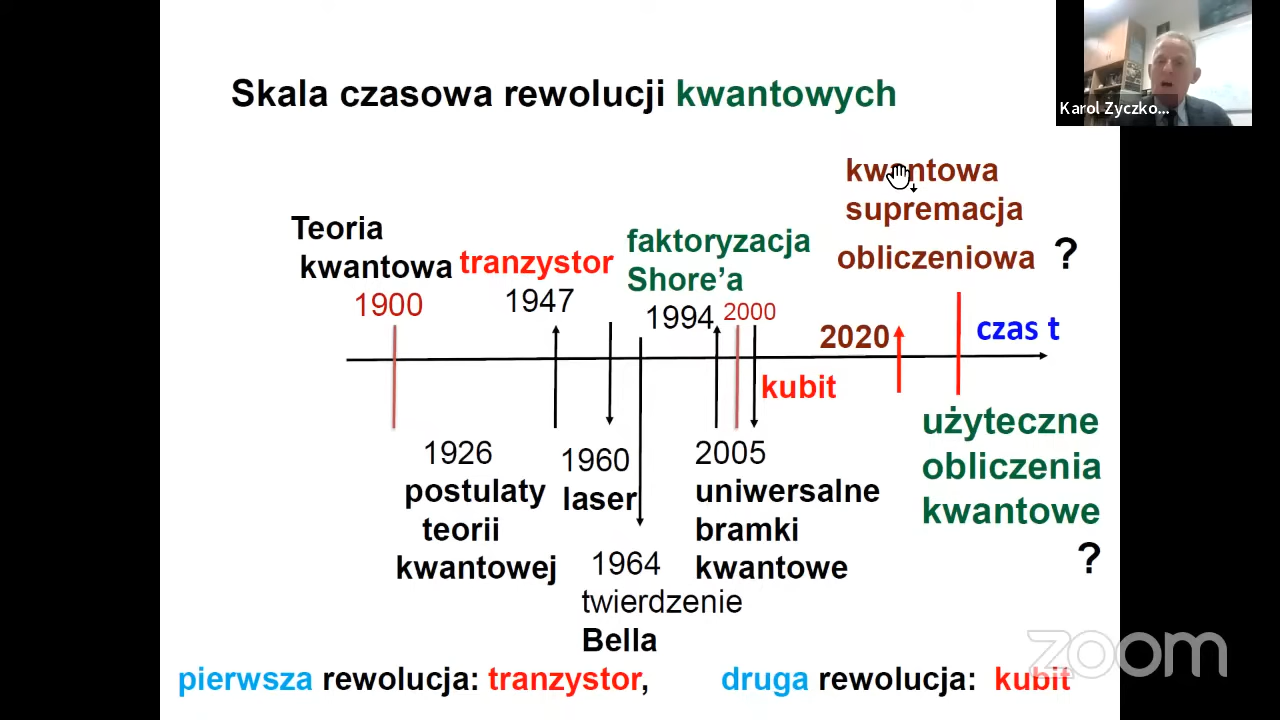 Skala czasowa rewolucji kwantowych
Karol Zyczko...
kwantowa
supremacja
obliczeniowa ?
Teoria
kwantowa
1900
tranzystor
1947
faktoryzacja
Shore'a
1994
2000
2020
czas t
kubit
1926
postulaty
teorii
kwantowej
1960
laser
1964
twierdzenie
Bella
2005
uniwersalne
bramki
kwantowe
użyteczne
obliczenia
kwantowe
?
pierwsza rewolucja: tranzystor,
druga rewolucja: kubit
zoom